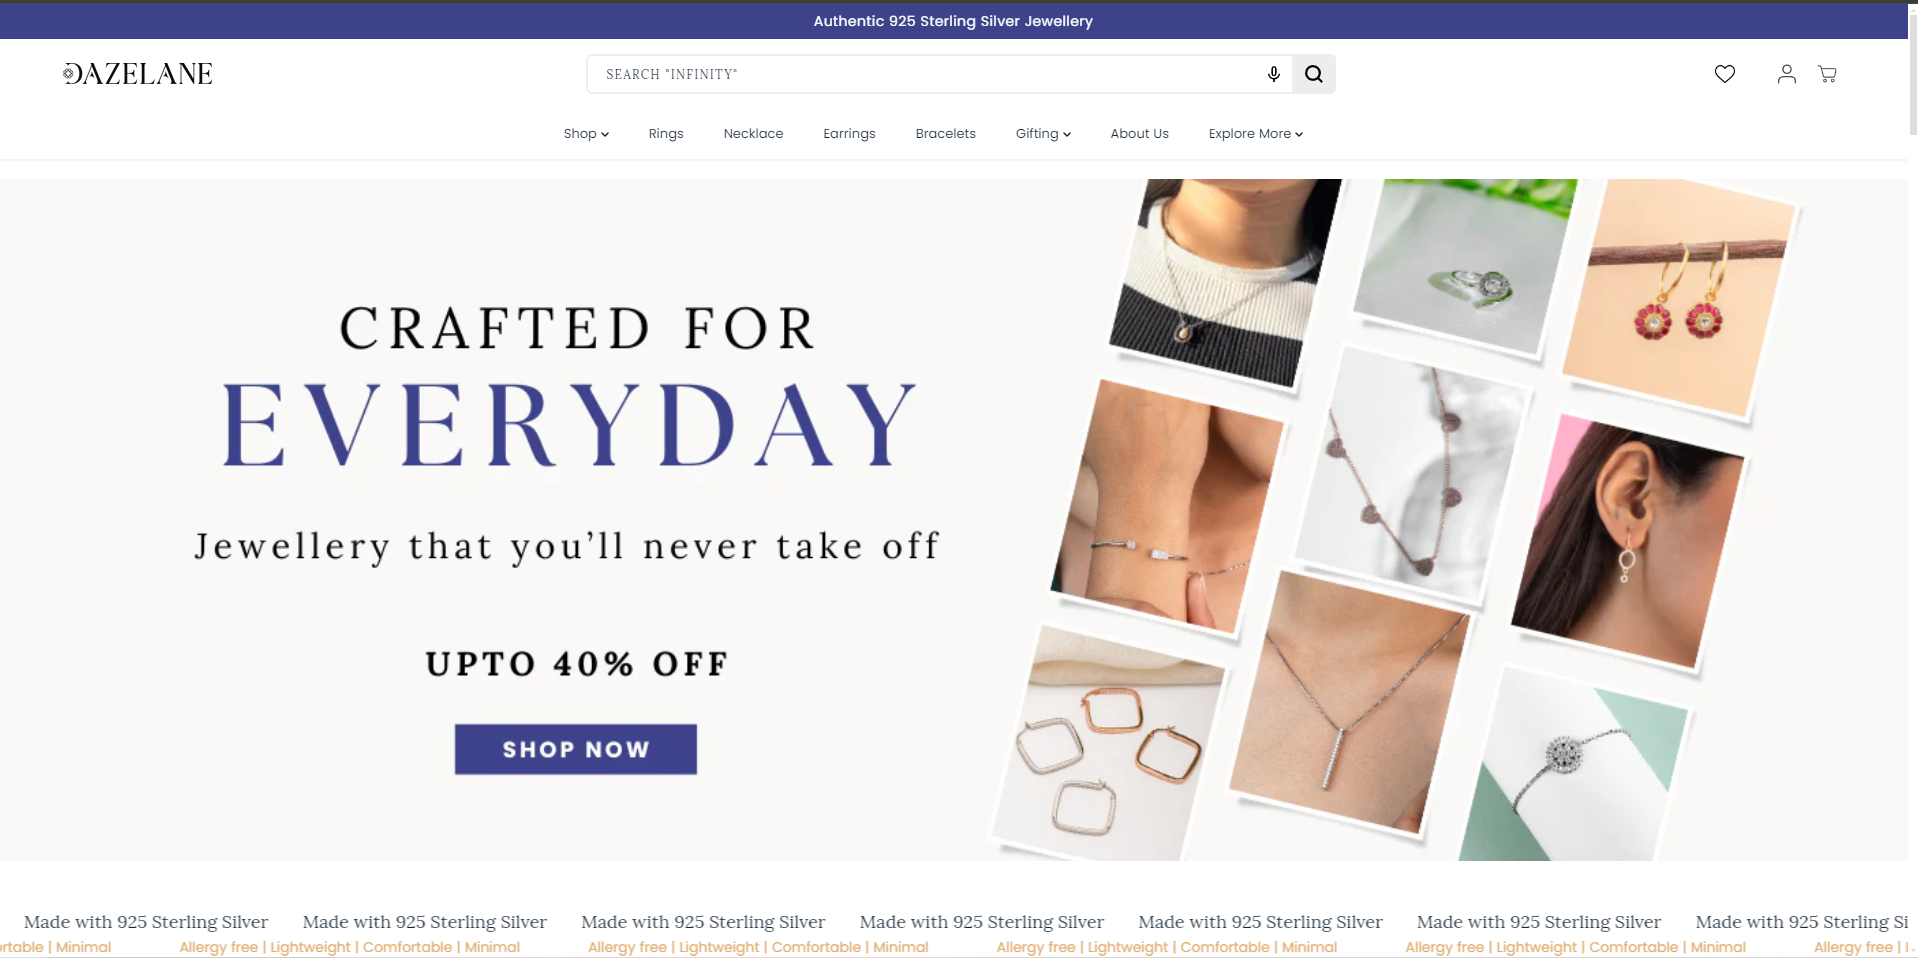 Authentic 925 Sterling Silver Jewellery
DAZELANE
SEARCH "INFINITY"
Shop Rings Necklace Earrings Bracelets Gifting About Us Explore More
CRAFTED FOR
EVERYDAY
Jewellery that you'll never take off
UPTO 40% OFF
SHOP NOW
Made with 925 Sterling Silver Made with 925 Sterling Silver Made with 925 Sterling Silver Made with 925 Sterling Silver Made with 925 Sterling Silver Made with 925 Sterling Silver Made with 925 Sterling Si
rtable | Minimal Allergy free | Lightweight | Comfortable | Minimal Allergy free | Lightweight | Comfortable | Minimal Allergy free | Lightweight | Comfortable | Minimal Allergy free | Lightweight | Comfortable | Minimal Allergy free |